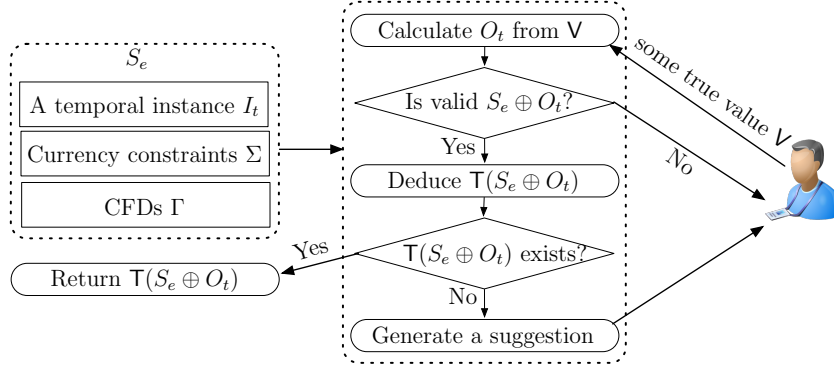 S_e
A temporal instance I_t
Currency constraints Σ
CFDs Γ
Calculate O_t from V
Is valid S_e ⊕ O_t?
Yes
No
some true value V
Deduce T(S_e ⊕ O_t)
T(S_e ⊕ O_t) exists?
Yes
Return T(S_e ⊕ O_t)
No
Generate a suggestion